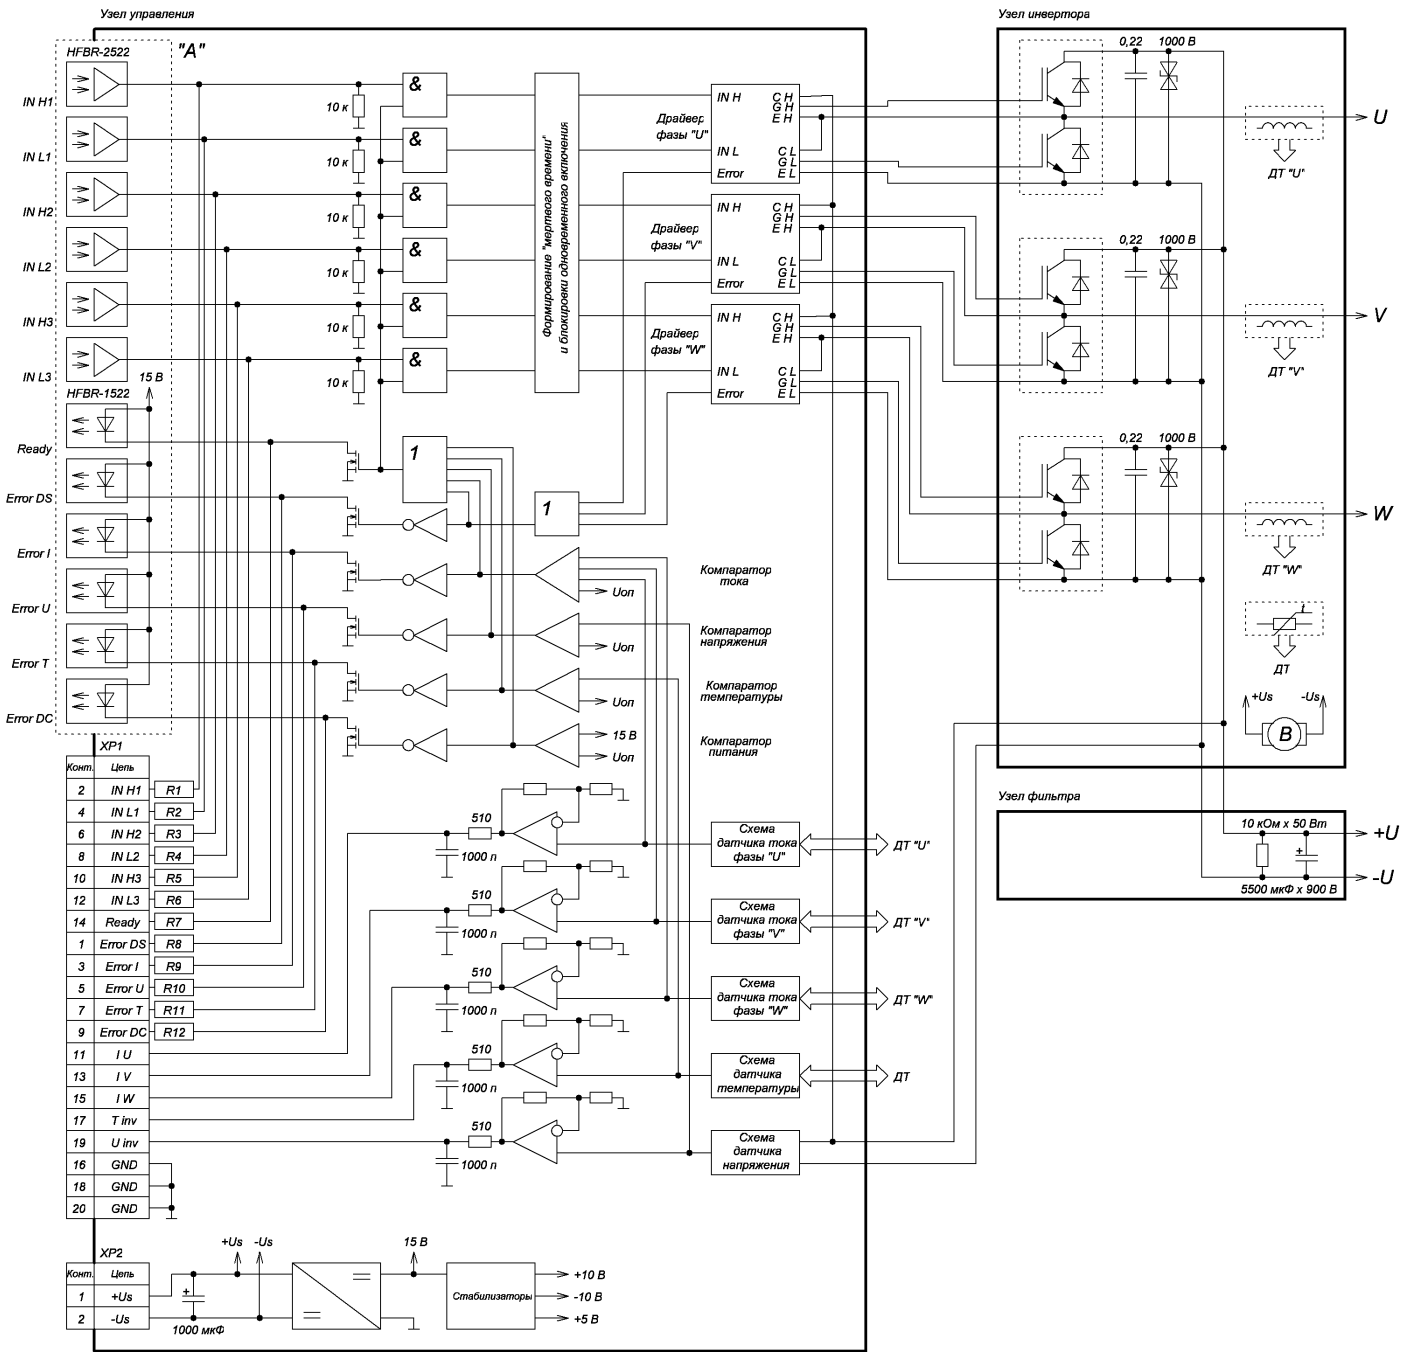 Узел управления
Узел инвертора
HFBR-2522
"А"
IN H1
IN L1
IN H2
IN L2
IN H3
IN L3
10 к
10 к
10 к
10 к
10 к
10 к
&
&
&
&
&
&
Формирование "мертвого времени"
и блокировки одновременного включения
Драйвер
фазы "U"
IN H
IN L
Error
C H
G H
E H
C L
G L
E L
Драйвер
фазы "V"
IN H
IN L
Error
C H
G H
E H
C L
G L
E L
Драйвер
фазы "W"
IN H
IN L
Error
C H
G H
E H
C L
G L
E L
0,22
1000 В
U
ДТ "U"
0,22
1000 В
V
ДТ "V"
0,22
1000 В
W
ДТ "W"
t
ДТ
+Us
-Us
В
HFBR-1522
15 В
Ready
Error DS
Error I
Error U
Error T
Error DC
1
1
Компаратор
тока
Uоп
Компаратор
напряжения
Uоп
Компаратор
температуры
Uоп
Компаратор
питания
15 В
Uоп
XP1
Конт. Цепь
2 IN H1 R1
4 IN L1 R2
6 IN H2 R3
8 IN L2 R4
10 IN H3 R5
12 IN L3 R6
14 Ready R7
1 Error DS R8
3 Error I R9
5 Error U R10
7 Error T R11
9 Error DC R12
11 I U
13 I V
15 I W
17 T inv
19 U inv
16 GND
18 GND
20 GND
510
1000 п
510
1000 п
510
1000 п
510
1000 п
510
1000 п
Схема
датчика тока
фазы "U"
ДТ "U"
Схема
датчика тока
фазы "V"
ДТ "V"
Схема
датчика тока
фазы "W"
ДТ "W"
Схема
датчика
температуры
ДТ
Схема
датчика
напряжения
Узел фильтра
10 кОм х 50 Вт
+
5500 мкФ х 900 В
+U
-U
XP2
Конт. Цепь
1 +Us
2 -Us
+
1000 мкФ
+Us
-Us
15 В
Стабилизаторы
+10 В
-10 В
+5 В